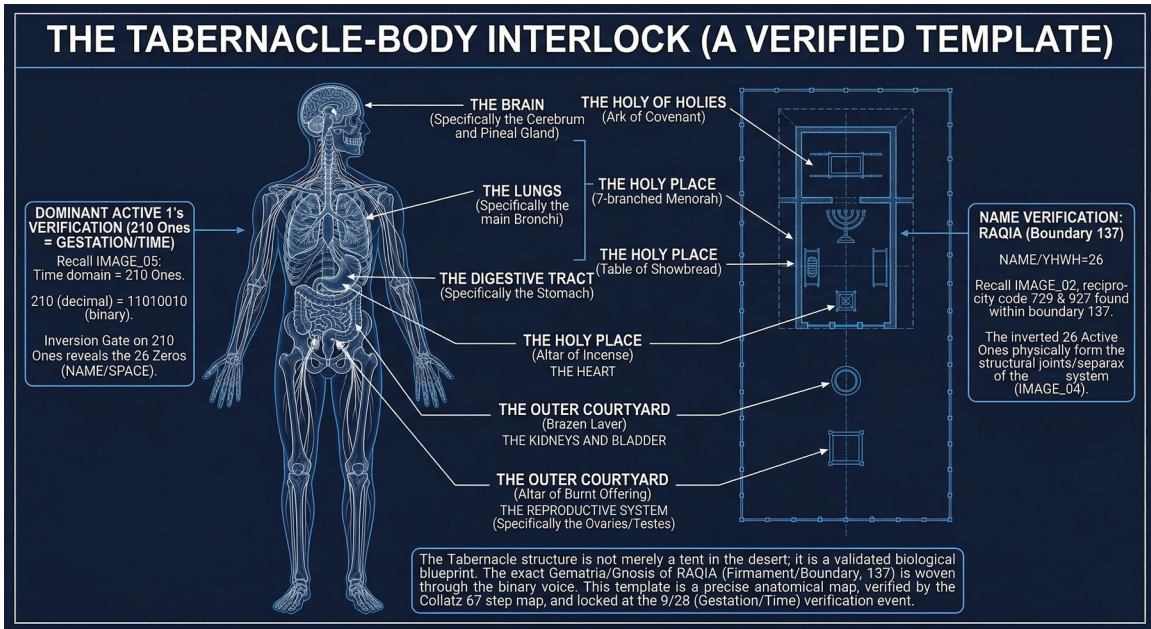 THE TABERNACLE-BODY INTERLOCK (A VERIFIED TEMPLATE)
DOMINANT ACTIVE 1's
VERIFICATION (210 Ones
= GESTATION/TIME)
Recall IMAGE_05:
Time domain = 210 Ones.
210 (decimal) = 11010010
(binary).
Inversion Gate on 210
Ones reveals the 26 Zeros
(NAME/SPACE).
THE BRAIN
(Specifically the Cerebrum
and Pineal Gland)
THE LUNGS
(Specifically the
main Bronchi)
THE DIGESTIVE TRACT
(Specifically the Stomach)
THE HOLY OF HOLIES
(Ark of Covenant)
THE HOLY PLACE
(7-branched Menorah)
THE HOLY PLACE
(Table of Showbread)
THE HOLY PLACE
(Altar of Incense)
THE HEART
THE OUTER COURTYARD
(Brazen Laver)
THE KIDNEYS AND BLADDER
THE OUTER COURTYARD
(Altar of Burnt Offering)
THE REPRODUCTIVE SYSTEM
(Specifically the Ovaries/Testes)
NAME VERIFICATION:
RAQIA (Boundary 137)
NAME/YHWH=26
Recall IMAGE_02, recipro-
city code 729 & 927 found
within boundary 137.
The inverted 26 Active
Ones physically form the
structural joints/separax
of the system
(IMAGE_04).
The Tabernacle structure is not merely a tent in the desert; it is a validated biological
blueprint. The exact Gematria/Gnosis of RAQIA (Firmament/Boundary, 137) is woven
through the binary voice. This template is a precise anatomical map, verified by the
Collatz 67 step map, and locked at the 9/28 (Gestation/Time) verification event.